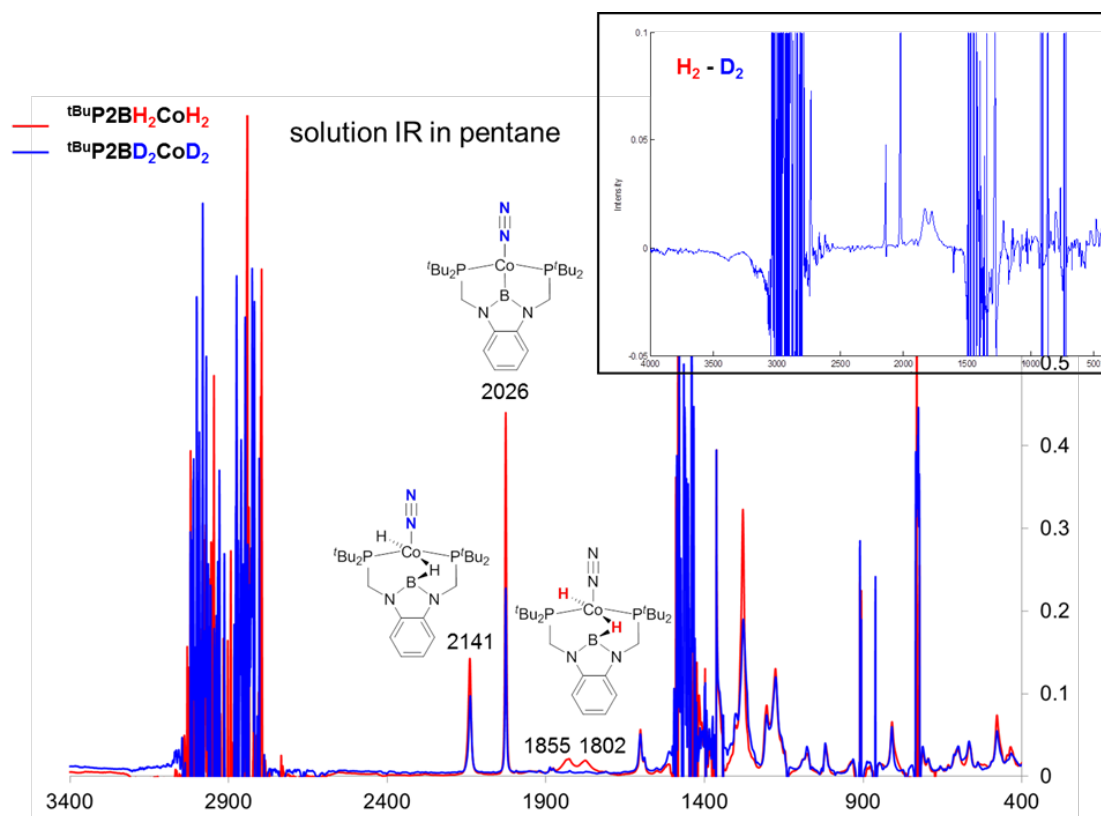 tBuP2BH2CoH2
tBuP2BD2CoD2
solution IR in pentane
H2 - D2
Intensity
0.1
0.05
0
-0.05
4000
3500
3000
2500
2000
1500
1000
500
N
N
tBu2P
Co
PtBu2
B
N
N
2026
N
N
H
tBu2P
Co
PtBu2
H
B
N
N
2141
N
N
H
tBu2P
Co
PtBu2
H
B
N
N
1855 1802
0.5
0.4
0.3
0.2
0.1
0
3400 2900 2400 1900 1400 900 400